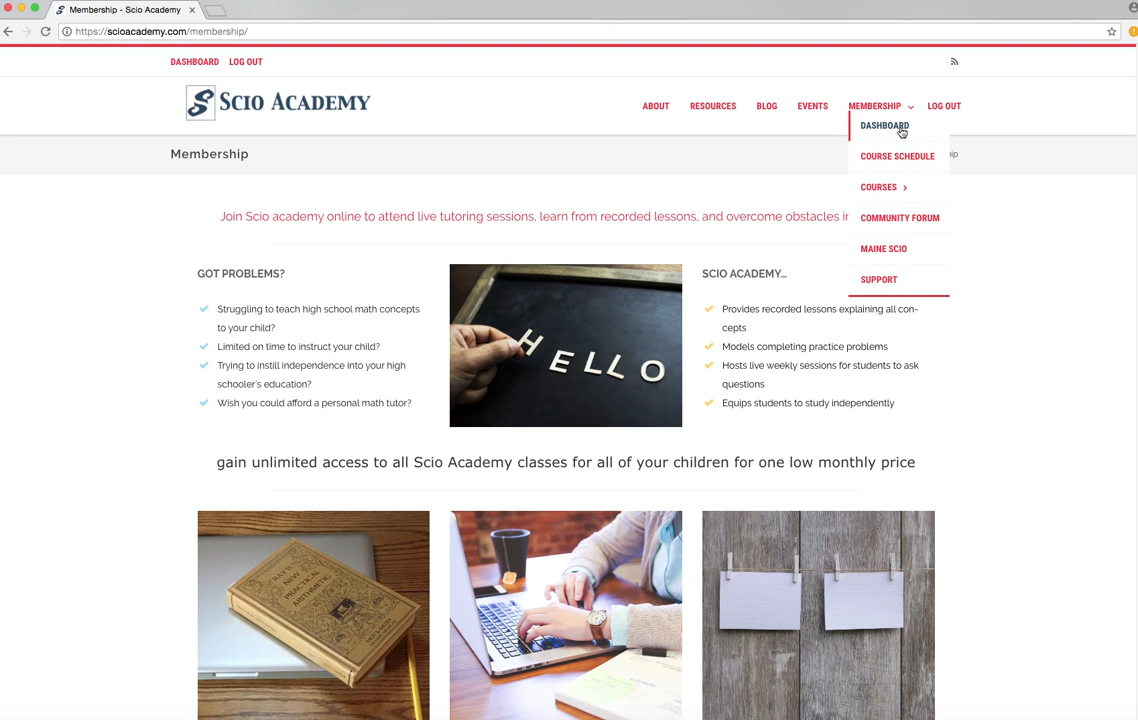 Membership - Scio Academy
https://scioacademy.com/membership/
DASHBOARD LOG OUT
SCIO ACADEMY
ABOUT RESOURCES BLOG EVENTS MEMBERSHIP LOG OUT
DASHBOARD
COURSE SCHEDULE
COURSES
COMMUNITY FORUM
MAINE SCIO
SUPPORT
Membership
Join Scio academy online to attend live tutoring sessions, learn from recorded lessons, and overcome obstacles
GOT PROBLEMS?
Struggling to teach high school math concepts
to your child?
Limited on time to instruct your child?
Trying to instill independence into your high
schooler's education?
Wish you could afford a personal math tutor?
HELLO
SCIO ACADEMY...
Provides recorded lessons explaining all con-
cepts
Models completing practice problems
Hosts live weekly sessions for students to ask
questions
Equips students to study independently
gain unlimited access to all Scio Academy classes for all of your children for one low monthly price
RAY'S
NEW
PRACTICAL
ARITHMETIC